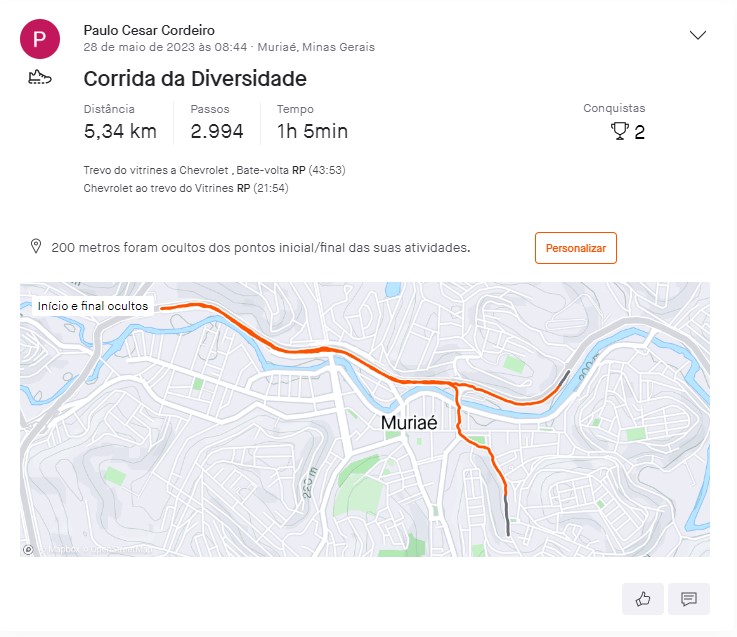 P
Paulo Cesar Cordeiro
28 de maio de 2023 às 08:44 · Muriaé, Minas Gerais
Corrida da Diversidade
Distância Passos Tempo Conquistas
5,34 km 2.994 1h 5min 2
Trevo do vitrines a Chevrolet , Bate-volta RP (43:53)
Chevrolet ao trevo do Vitrines RP (21:54)
200 metros foram ocultos dos pontos inicial/final das suas atividades.
Personalizar
Início e final ocultos
200 m
Muriaé
220 m